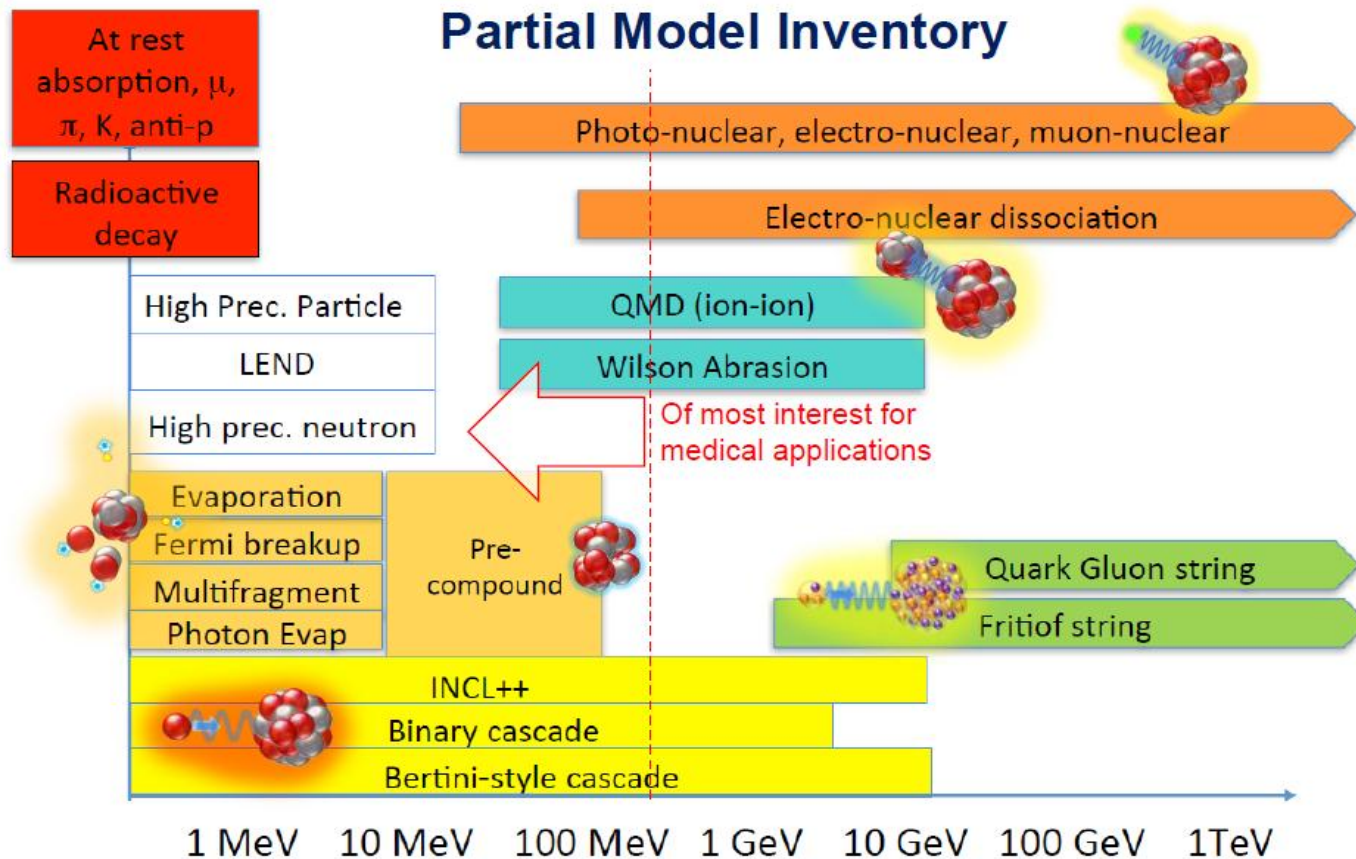 Partial Model Inventory
At rest
absorption, μ,
π, K, anti-p
Radioactive
decay
Photo-nuclear, electro-nuclear, muon-nuclear
Electro-nuclear dissociation
High Prec. Particle
LEND
High prec. neutron
QMD (ion-ion)
Wilson Abrasion
Of most interest for
medical applications
Evaporation
Fermi breakup
Multifragment
Photon Evap
Pre-
compound
Quark Gluon string
Fritiof string
INCL++
Binary cascade
Bertini-style cascade
1 MeV 10 MeV 100 MeV 1 GeV 10 GeV 100 GeV 1TeV